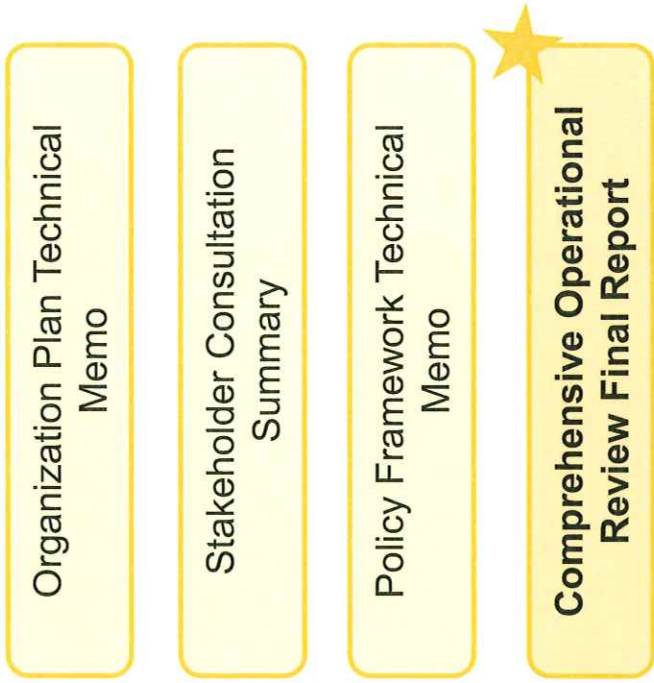 Organization Plan Technical
Memo
Stakeholder Consultation
Summary
Policy Framework Technical
Memo
Comprehensive Operational
Review Final Report